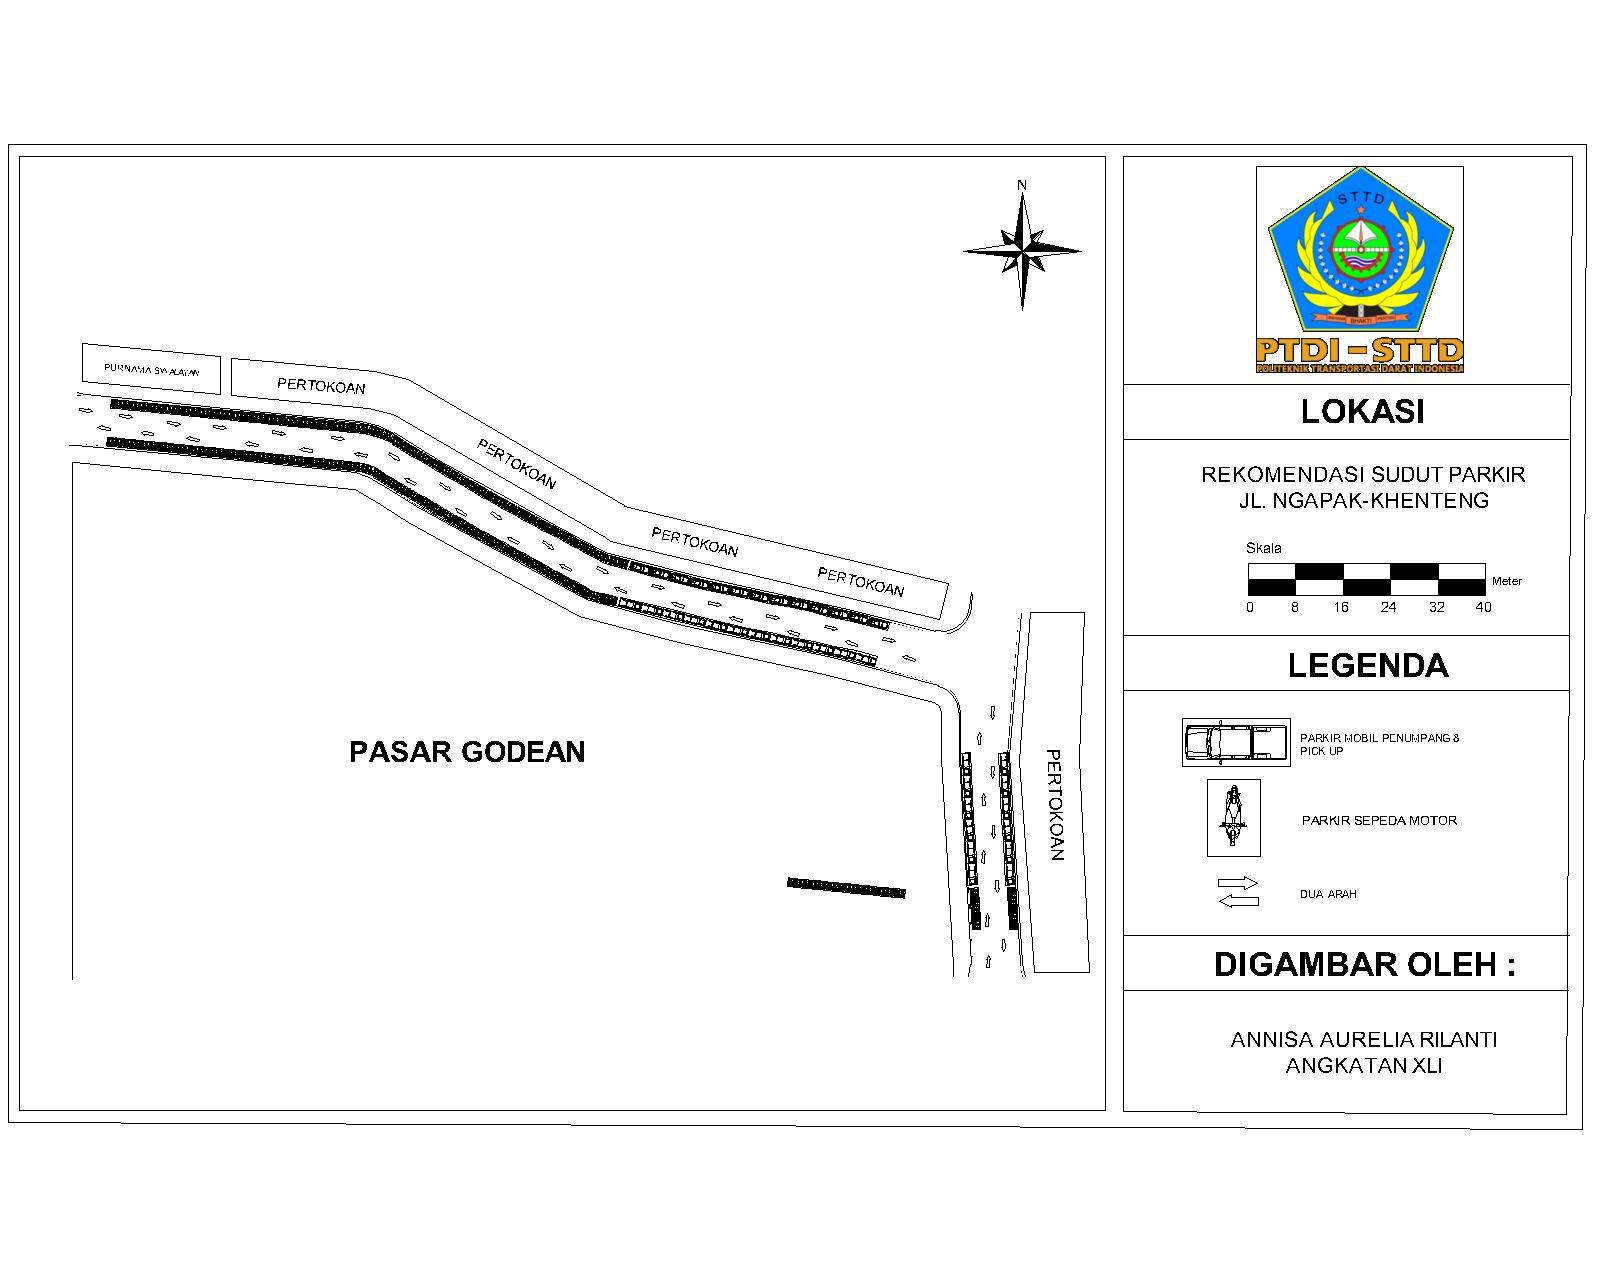 N
PURNAMA SWALAYAN
PERTOKOAN
PERTOKOAN
PERTOKOAN
PERTOKOAN
PERTOKOAN
PASAR GODEAN
STTD
BHAKTI
PTDI - STTD
POLITEKNIK TRANSPORTASI DARAT INDONESIA
LOKASI
REKOMENDASI SUDUT PARKIR
JL. NGAPAK-KHENTENG
Skala
Meter
0 8 16 24 32 40
LEGENDA
PARKIR MOBIL PENUMPANG &
PICK UP
PARKIR SEPEDA MOTOR
DUA ARAH
DIGAMBAR OLEH :
ANNISA AURELIA RILANTI
ANGKATAN XLI